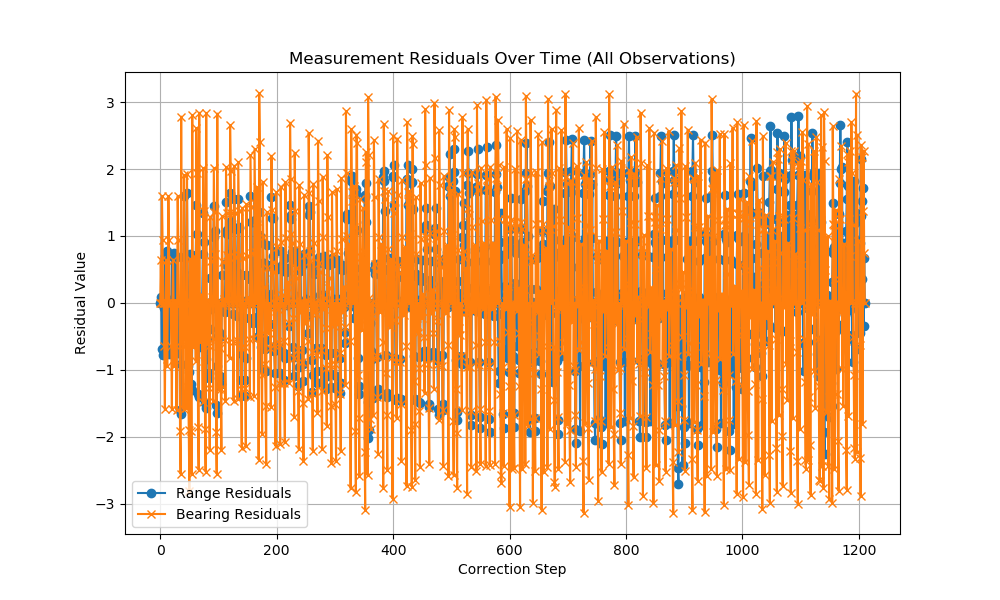 Measurement Residuals Over Time (All Observations)
Residual Value
3
2
1
0
−1
−2
−3
Range Residuals
Bearing Residuals
0 200 400 600 800 1000 1200
Correction Step